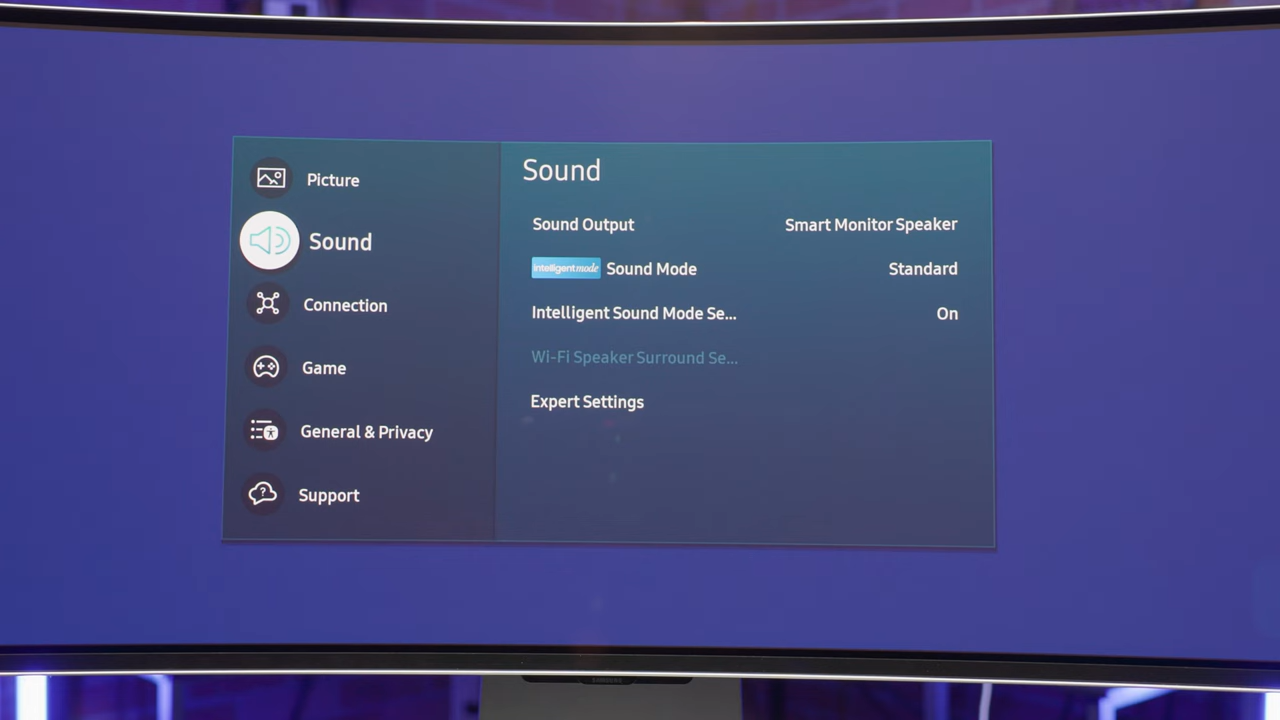 Picture
Sound
Connection
Game
General & Privacy
Support
Sound
Sound Output Smart Monitor Speaker
intelligent mode Sound Mode Standard
Intelligent Sound Mode Se... On
Wi-Fi Speaker Surround Se...
Expert Settings
SAMSUNG